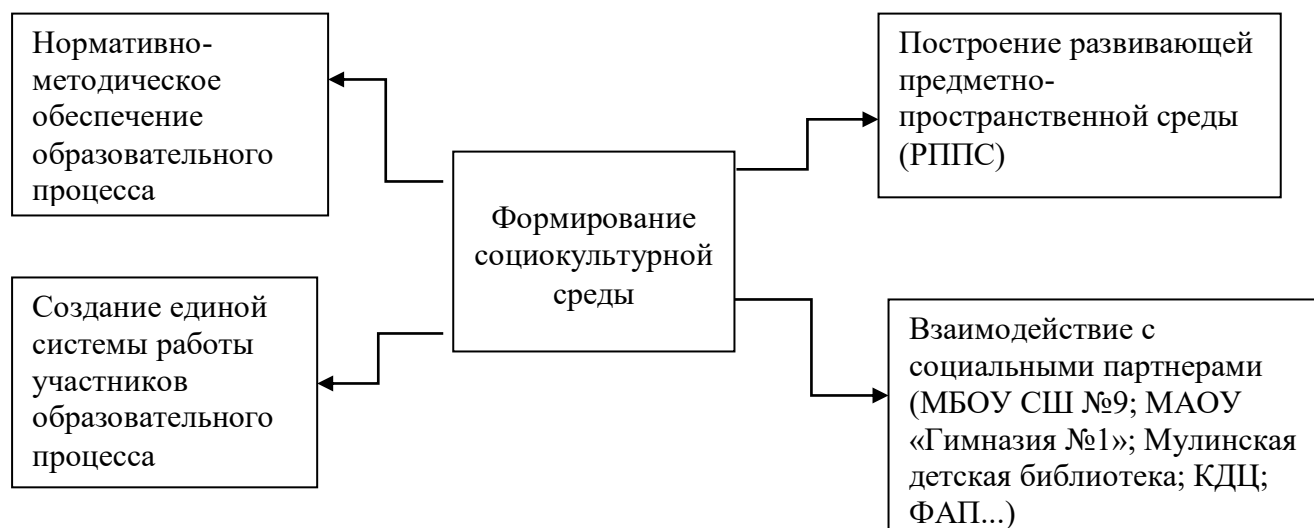 Нормативно-
методическое
обеспечение
образовательного
процесса
Построение развивающей
предметно-
пространственной среды
(РППС)
Формирование
социокультурной
среды
Создание единой
системы работы
участников
образовательного
процесса
Взаимодействие с
социальными партнерами
(МБОУ СШ №9; МАОУ
«Гимназия №1»; Мулинская
детская библиотека; КДЦ;
ФАП...)